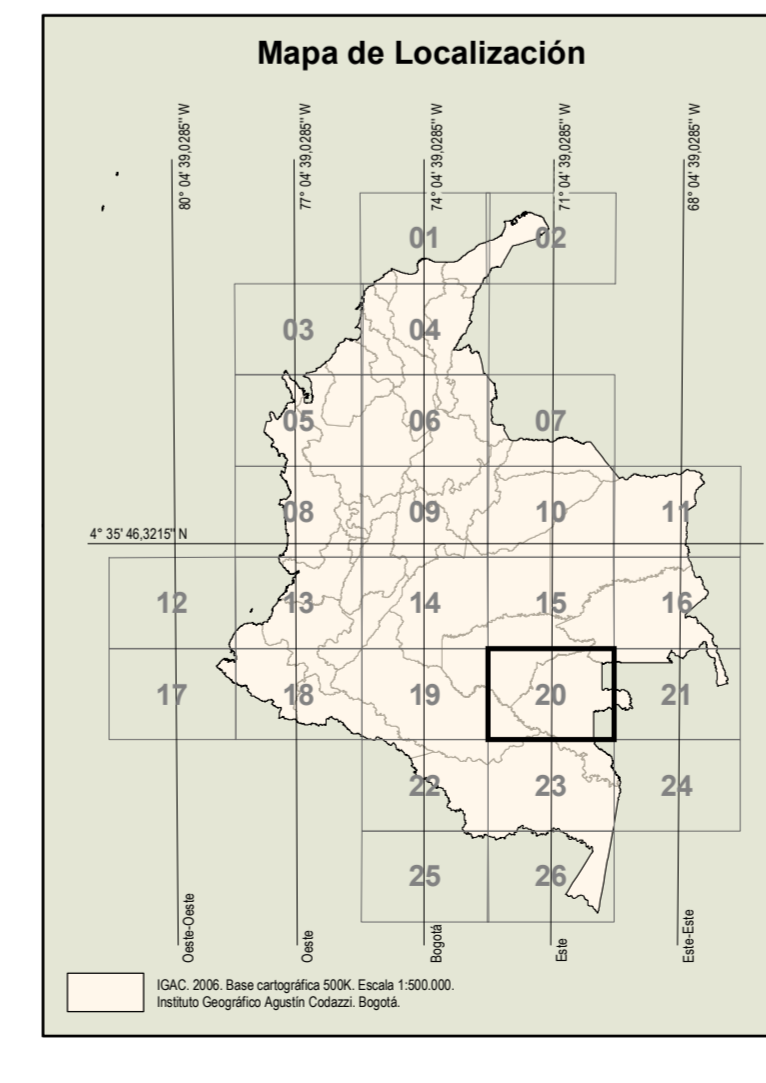 Mapa de Localización
80° 04' 39,0285" W
77° 04' 39,0285" W
74° 04' 39,0285" W
71° 04' 39,0285" W
68° 04' 39,0285" W
01
02
03
04
05
06
07
08
09
10
11
4° 35' 46,3215" N
12
13
14
15
16
17
18
19
20
21
22
23
24
25
26
Oeste-Oeste
Oeste
Bogotá
Este
Este-Este
IGAC. 2006. Base cartográfica 500K. Escala 1:500.000.
Instituto Geográfico Agustín Codazzi. Bogotá.